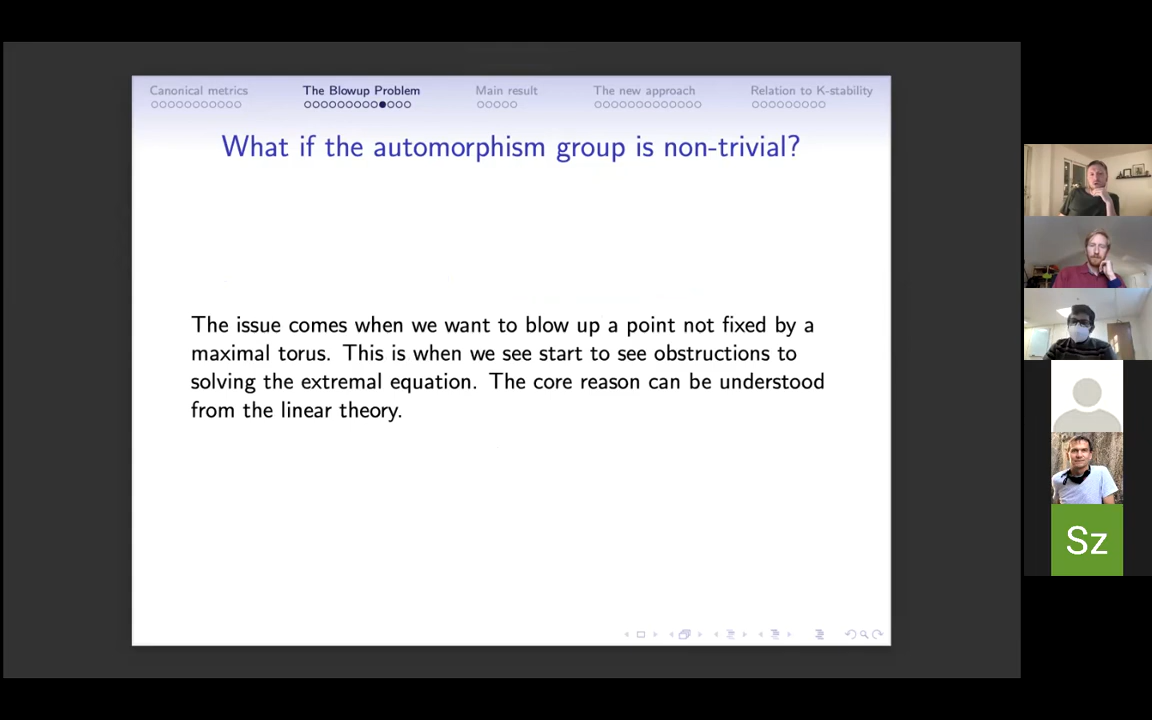 Canonical metrics
The Blowup Problem
Main result
The new approach
Relation to K-stability
What if the automorphism group is non-trivial?
The issue comes when we want to blow up a point not fixed by a
maximal torus. This is when we see start to see obstructions to
solving the extremal equation. The core reason can be understood
from the linear theory.
Sz